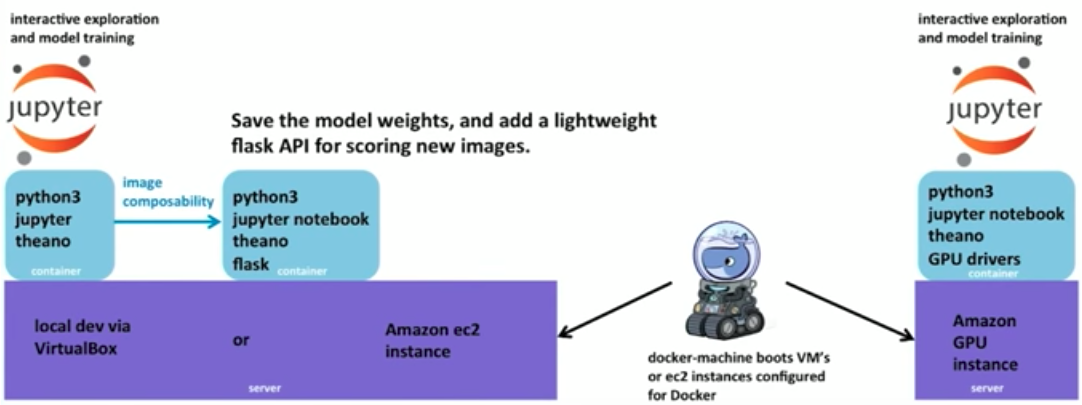 interactive exploration
and model training
jupyter
Save the model weights, and add a lightweight
flask API for scoring new images.
python3
jupyter
theano
container
image
composability
python3
jupyter notebook
theano
flask
container
local dev via
VirtualBox
or
Amazon ec2
instance
server
docker-machine boots VM's
or ec2 instances configured
for Docker
interactive exploration
and model training
jupyter
python3
jupyter notebook
theano
GPU drivers
container
Amazon
GPU
instance
server